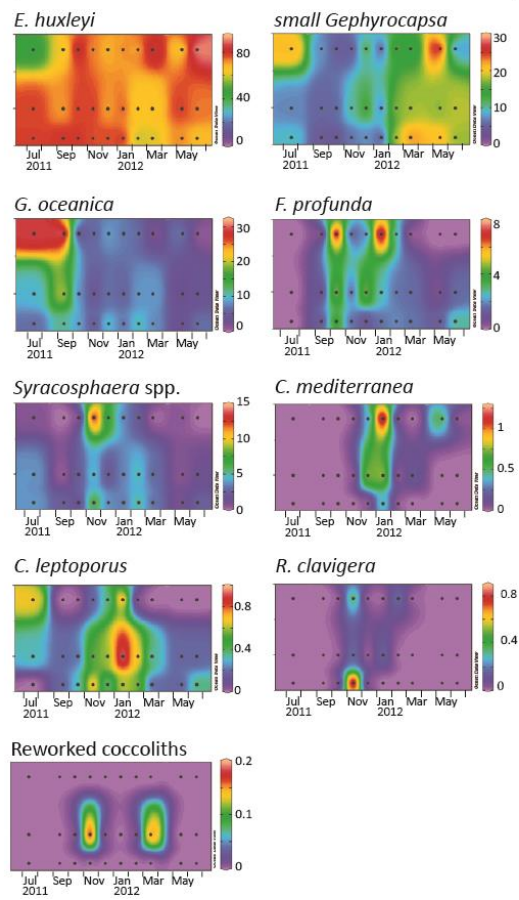 E. huxleyi
80
40
0
Jul Sep Nov Jan Mar May
2011 2012
small Gephyrocapsa
30
20
10
0
Jul Sep Nov Jan Mar May
2011 2012
G. oceanica
30
20
10
0
Jul Sep Nov Jan Mar May
2011 2012
F. profunda
8
4
0
Jul Sep Nov Jan Mar May
2011 2012
Syracosphaera spp.
15
10
5
0
Jul Sep Nov Jan Mar May
2011 2012
C. mediterranea
1
0.5
0
Jul Sep Nov Jan Mar May
2011 2012
C. leptoporus
0.8
0.4
0
Jul Sep Nov Jan Mar May
2011 2012
R. clavigera
0.8
0.4
0
Jul Sep Nov Jan Mar May
2011 2012
Reworked coccoliths
0.2
0.1
0
Jul Sep Nov Jan Mar May
2011 2012